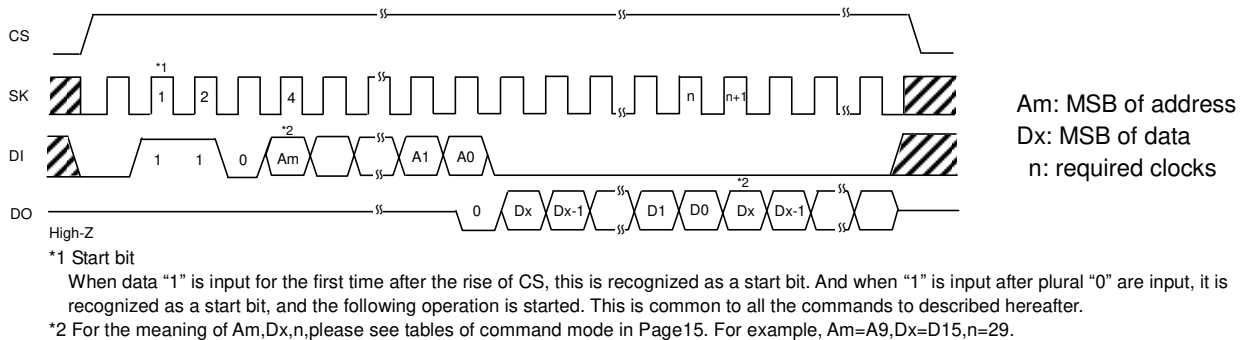 CS
*1
SK 1 2 4 n n+1
*2
DI 1 1 0 Am A1 A0
*2
DO 0 Dx Dx-1 D1 D0 Dx Dx-1
High-Z
Am: MSB of address
Dx: MSB of data
n: required clocks
*1 Start bit
When data “1” is input for the first time after the rise of CS, this is recognized as a start bit. And when “1” is input after plural “0” are input, it is
recognized as a start bit, and the following operation is started. This is common to all the commands to described hereafter.
*2 For the meaning of Am,Dx,n,please see tables of command mode in Page15. For example, Am=A9,Dx=D15,n=29.